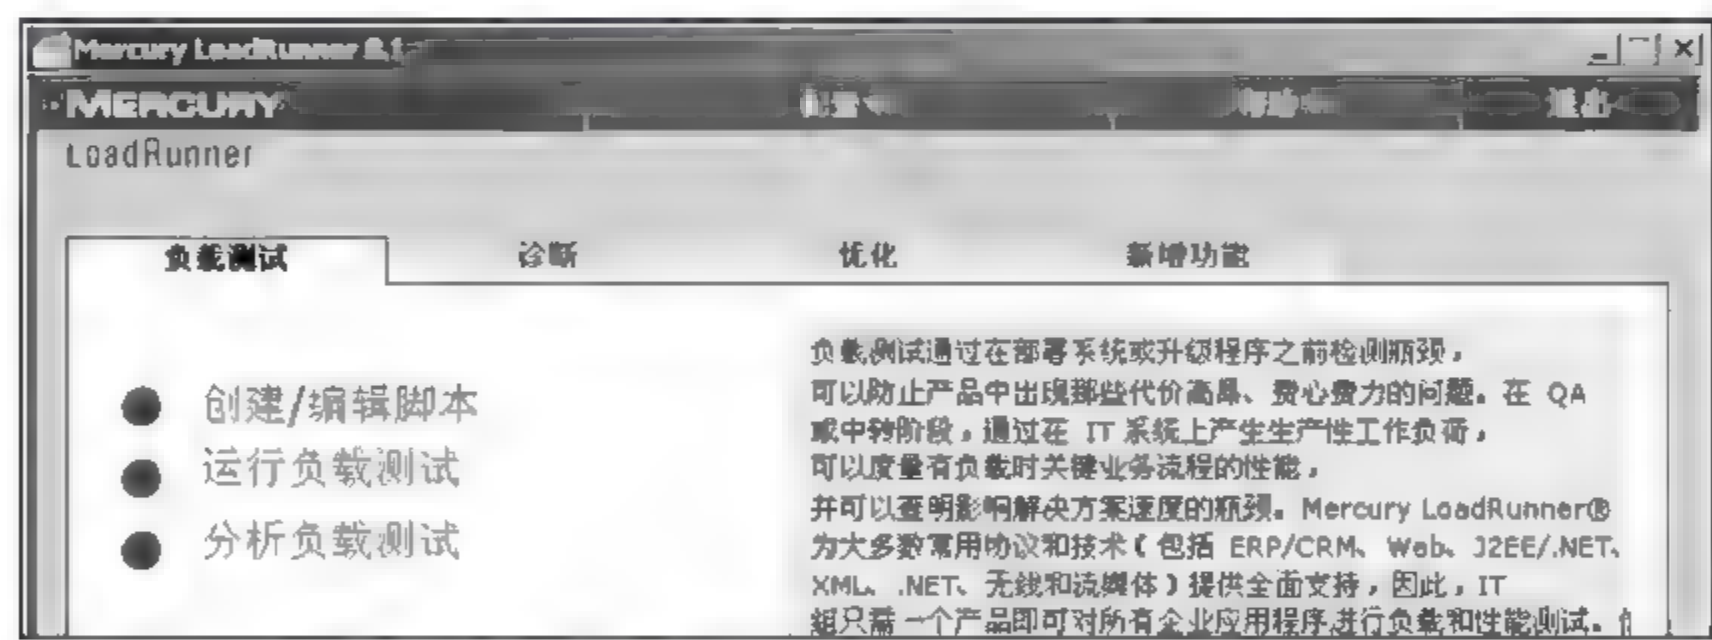 Mercury LoadRunner 8.1
MERCURY 配置 帮助 退出
LoadRunner
负载测试 诊断 优化 新增功能
创建/编辑脚本
运行负载测试
分析负载测试
负载测试通过在部署系统或升级程序之前检测瓶颈，
可以防止产品中出现那些代价高昂、费心费力的问题。在 QA
或中转阶段，通过在 IT 系统上产生生产性工作负荷，
可以度量有负载时关键业务流程的性能，
并可以查明影响解决方案速度的瓶颈。Mercury LoadRunner®
为大多数常用协议和技术（包括 ERP/CRM、Web、J2EE/.NET、
XML、.NET、无线和流媒体）提供全面支持，因此，IT
组只需一个产品即可对所有企业应用程序进行负载和性能测试。